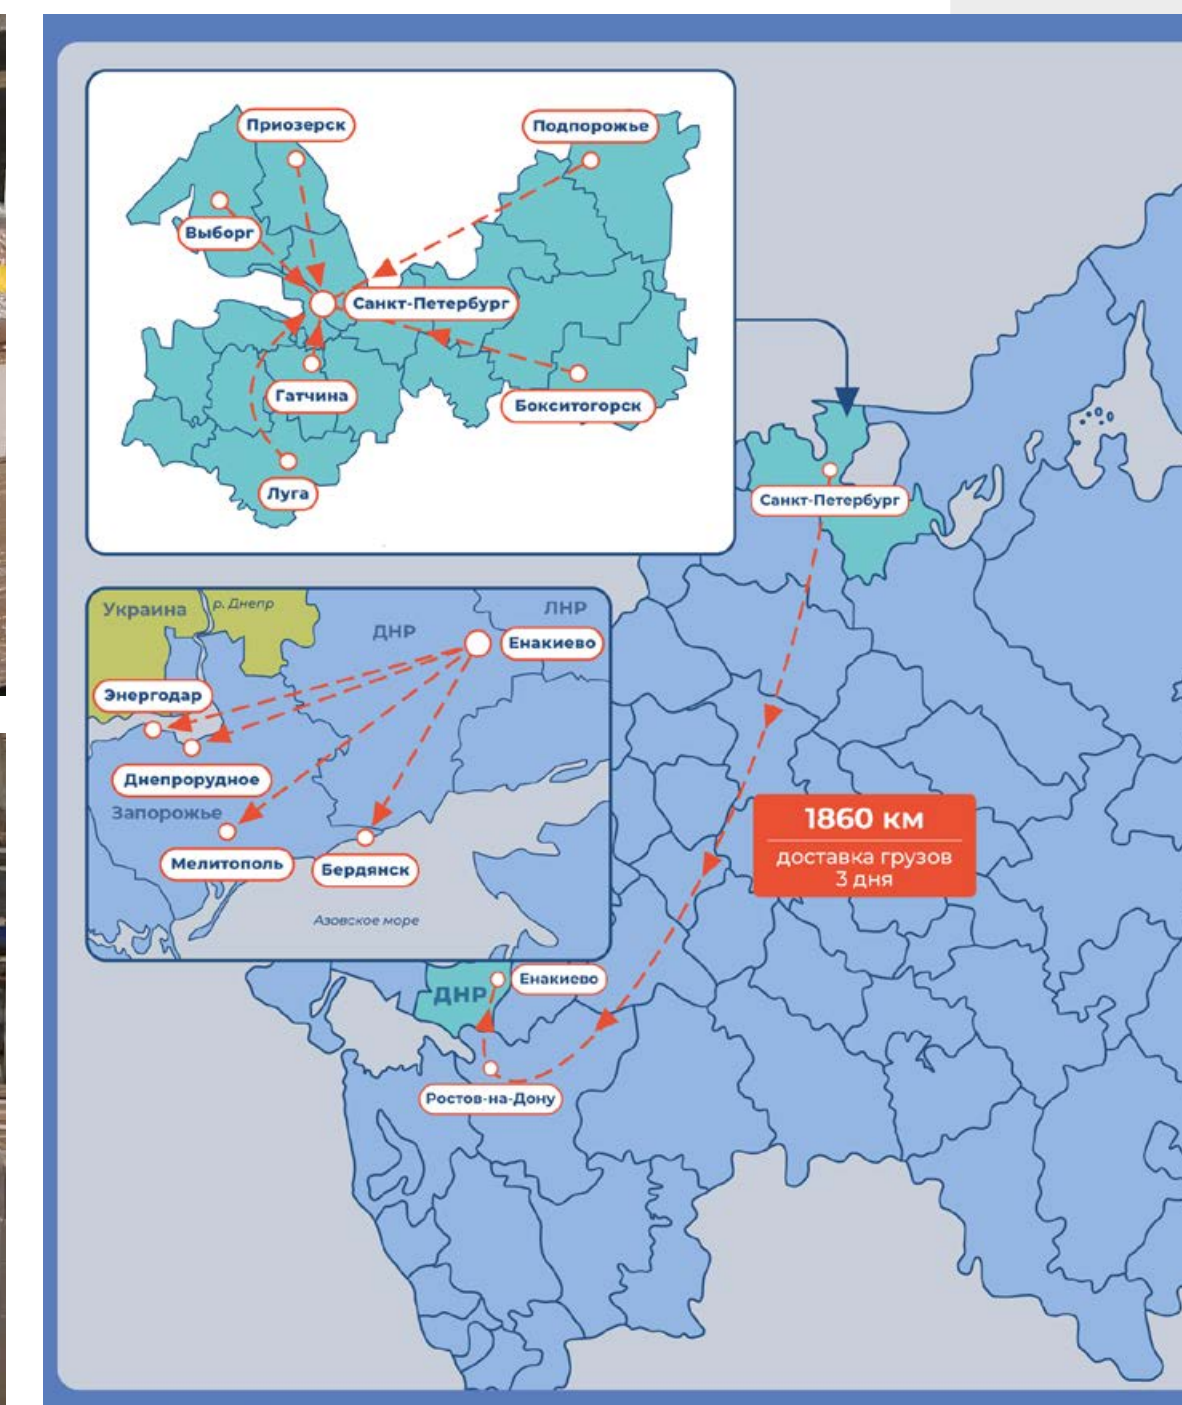 Приозерск
Подпорожье
Выборг
Санкт-Петербург
Гатчина
Бокситогорск
Луга
Санкт-Петербург
Украина
р. Днепр
ДНР
ЛНР
Енакиево
Энергодар
Днепрорудное
Запорожье
Мелитополь
Бердянск
Азовское море
1860 км
доставка грузов
3 дня
ДНР
Енакиево
Ростов-на-Дону